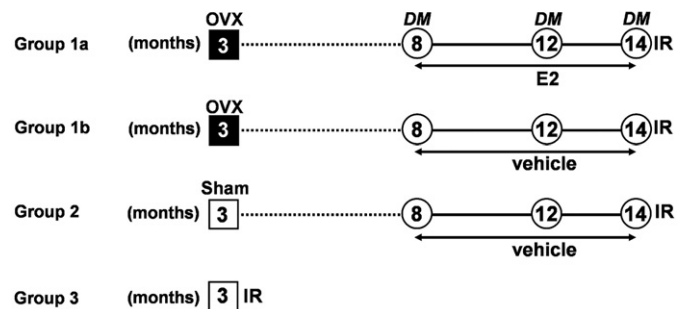 OVX DM DM DM
Group 1a (months) 3 8 12 14 IR
E2
OVX
Group 1b (months) 3 8 12 14 IR
vehicle
Sham
Group 2 (months) 3 8 12 14 IR
vehicle
Group 3 (months) 3 IR